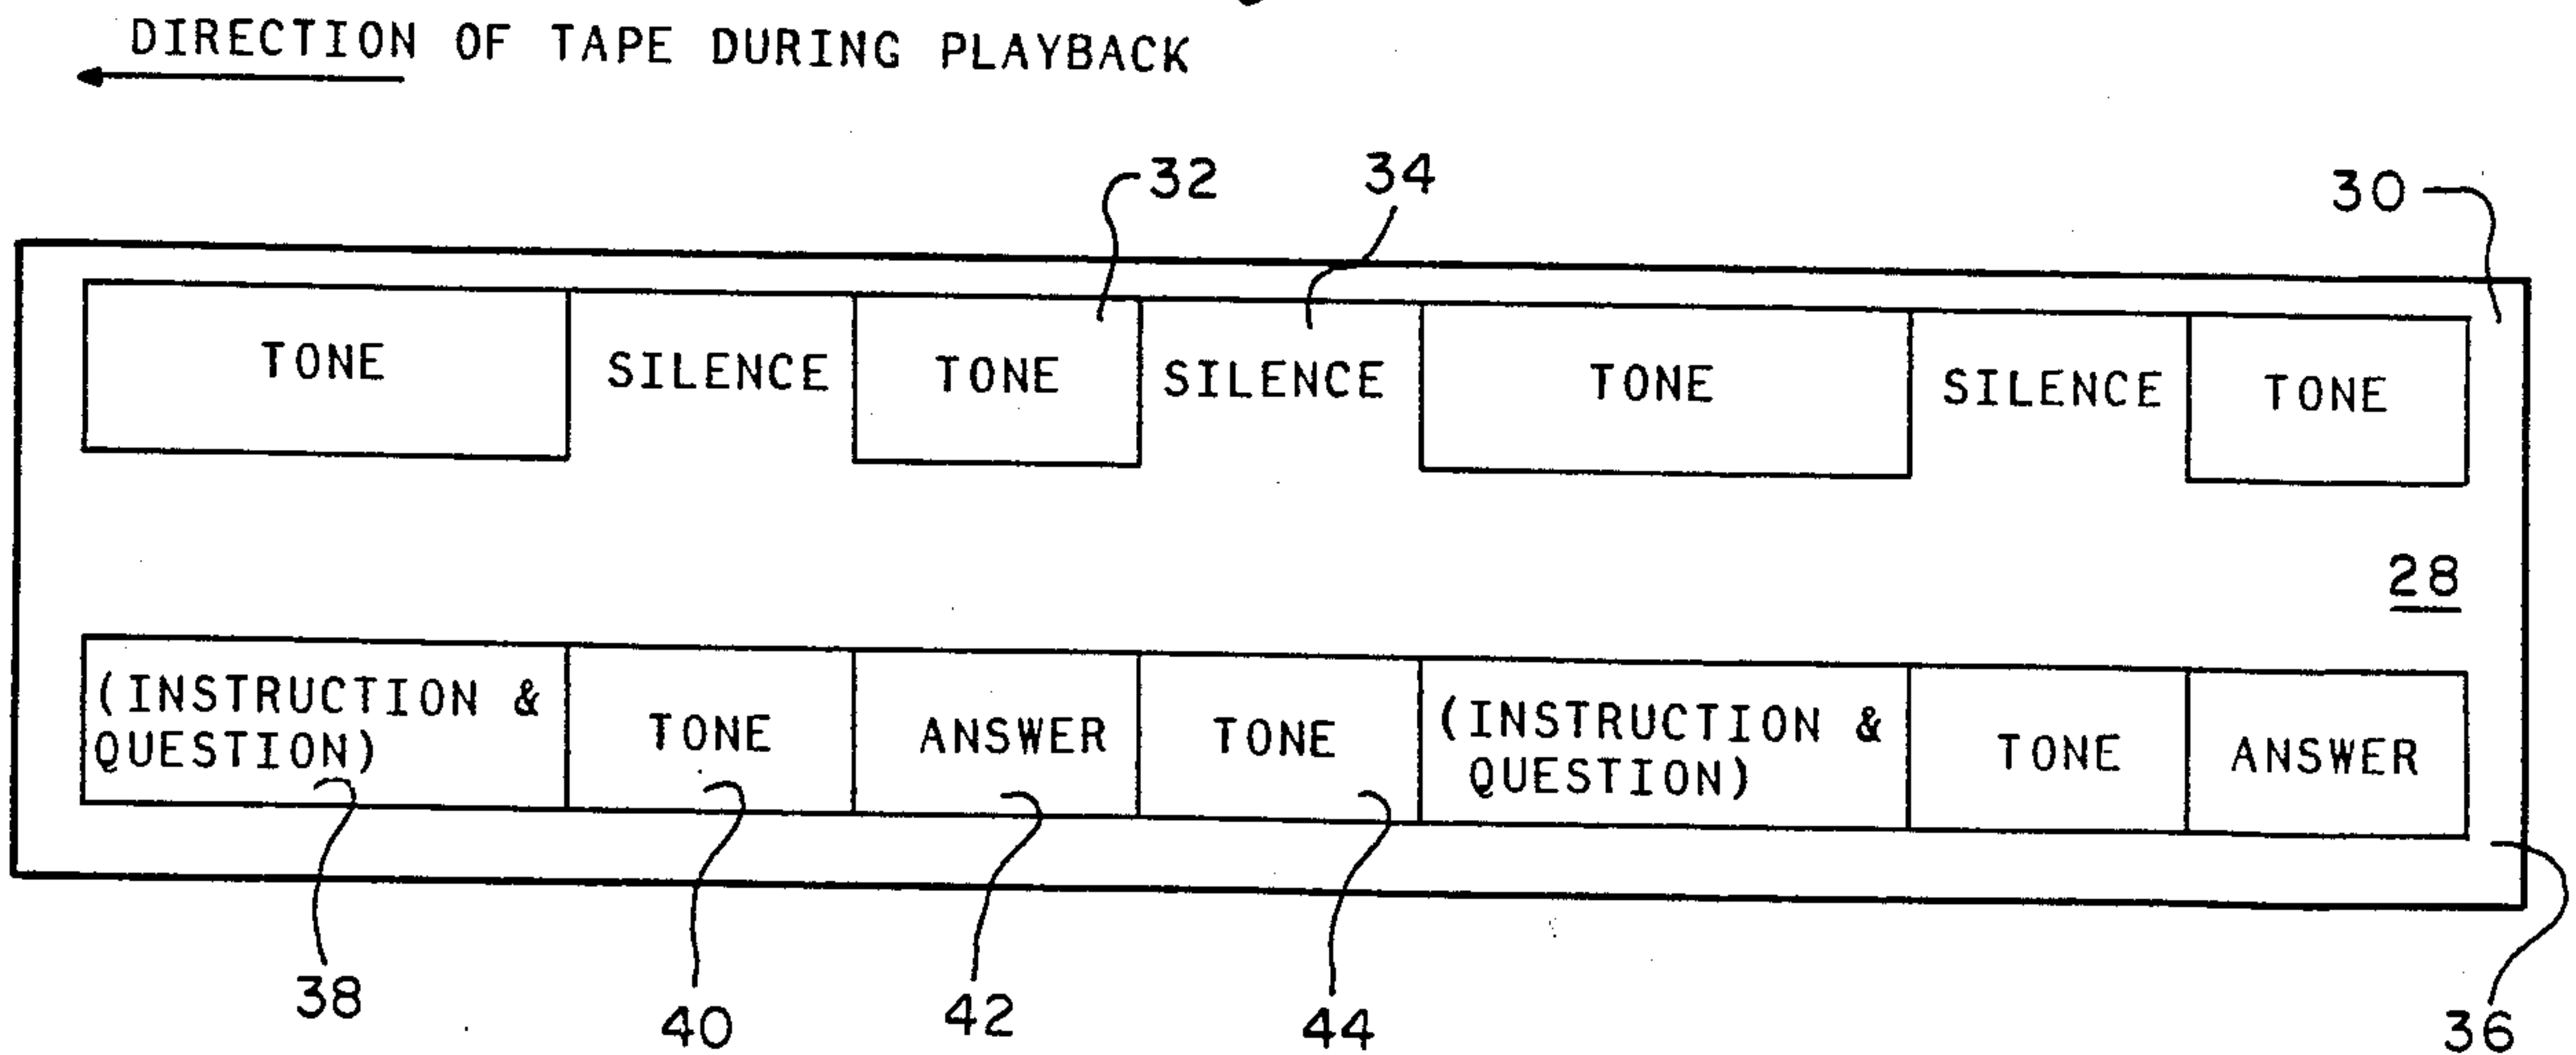 DIRECTION OF TAPE DURING PLAYBACK
32 34 30
TONE SILENCE TONE SILENCE TONE SILENCE TONE
28
(INSTRUCTION & QUESTION) TONE ANSWER TONE (INSTRUCTION & QUESTION) TONE ANSWER
38 40 42 44 36